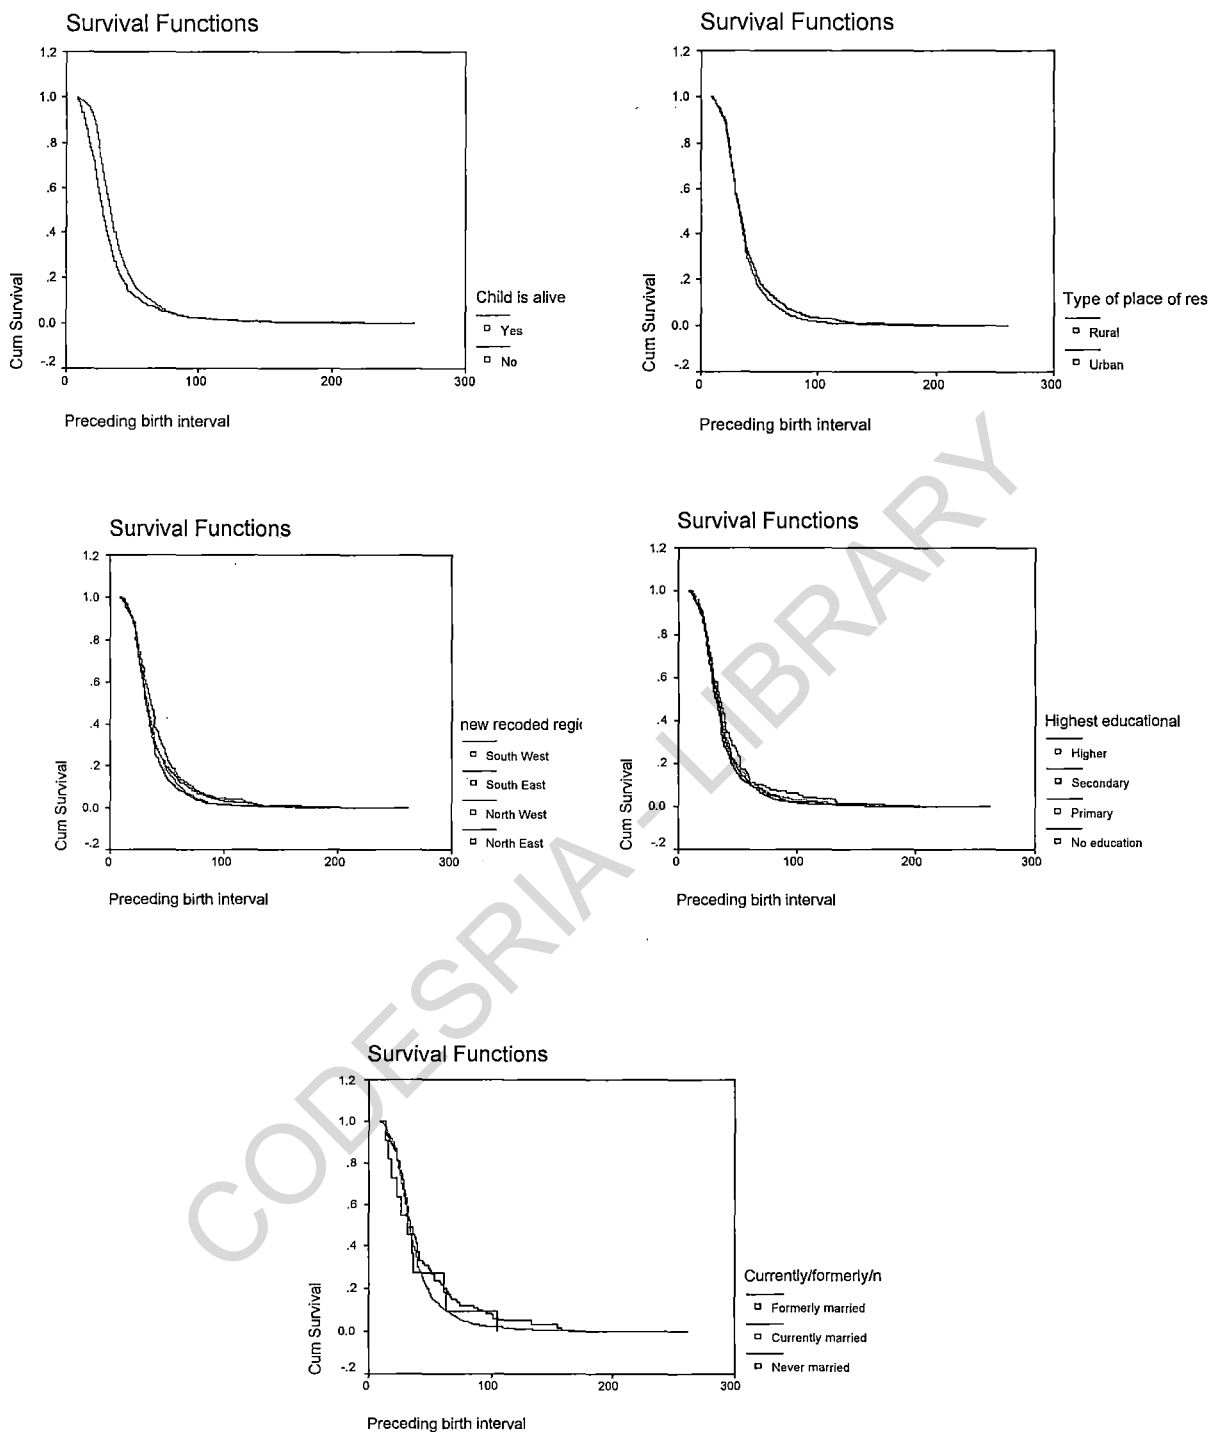 Survival Functions
1.2
1.0
.8
.6
.4
.2
0.0
-.2
0
100
200
300
Cum Survival
Preceding birth interval
Child is alive
Yes
No
Survival Functions
1.2
1.0
.8
.6
.4
.2
0.0
-.2
0
100
200
300
Cum Survival
Preceding birth interval
Type of place of res
Rural
Urban
Survival Functions
1.2
1.0
.8
.6
.4
.2
0.0
-.2
0
100
200
300
Cum Survival
Preceding birth interval
new recoded regi
South West
South East
North West
North East
Survival Functions
1.2
1.0
.8
.6
.4
.2
0.0
-.2
0
100
200
300
Cum Survival
Preceding birth interval
Highest educational
Higher
Secondary
Primary
No education
Survival Functions
1.2
1.0
.8
.6
.4
.2
0.0
-.2
0
100
200
300
Cum Survival
Preceding birth interval
Currently/formerly/n
Formerly married
Currently married
Never married
CODESRIA - LIBRARY